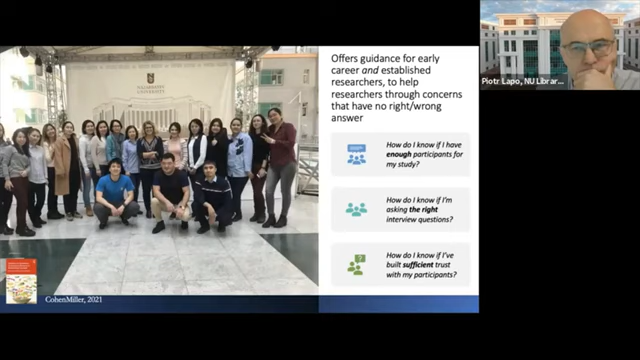 NAZARBAYEV
UNIVERSITY
Offers guidance for early
career and established
researchers, to help
researchers through concerns
that have no right/wrong
answer
How do I know if I have
enough participants for
my study?
How do I know if I'm
asking the right
interview questions?
How do I know if I've
built sufficient trust
with my participants?
CohenMiller, 2021
Piotr Lapo, NU Librar...